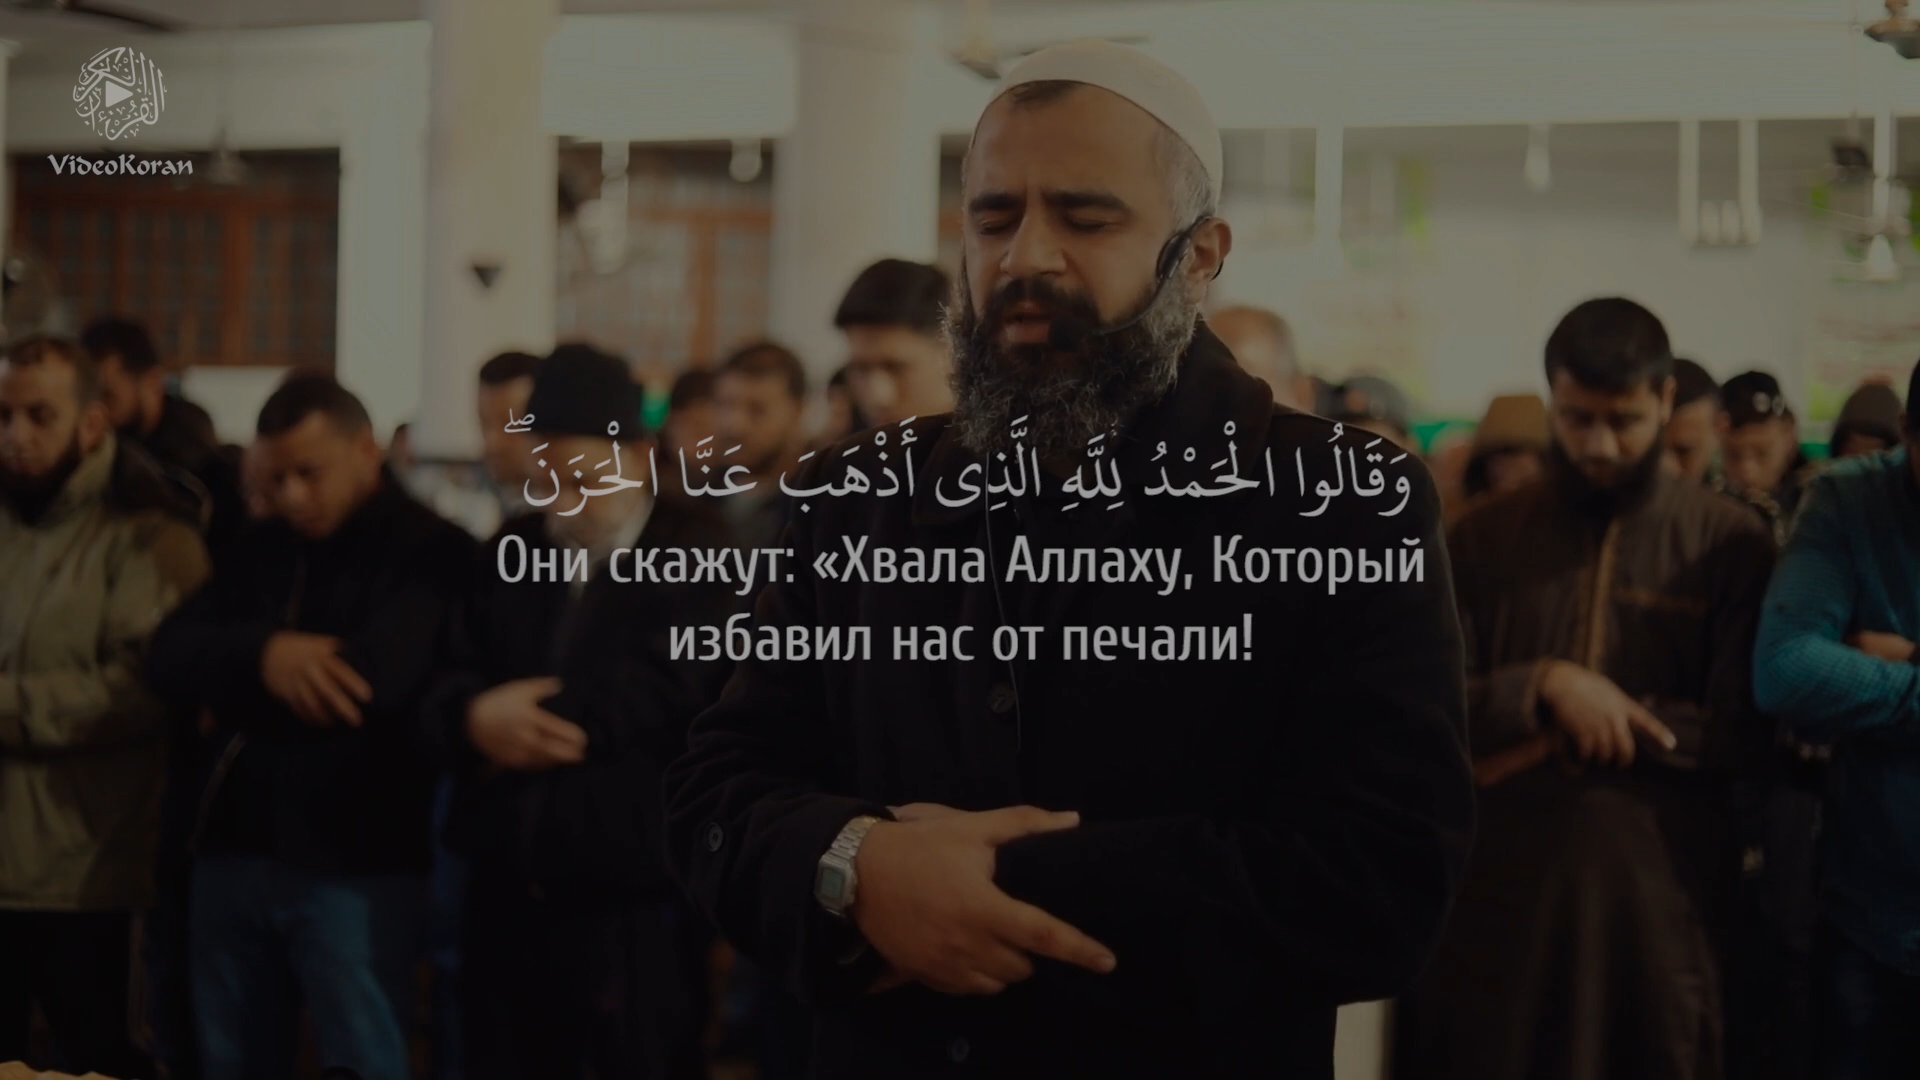 VideoKoran
وَقَالُوا الْحَمْدُ لِلَّهِ الَّذِى أَذْهَبَ عَنَّا الْحَزَنَ ۖ
Они скажут: «Хвала Аллаху, Который
избавил нас от печали!